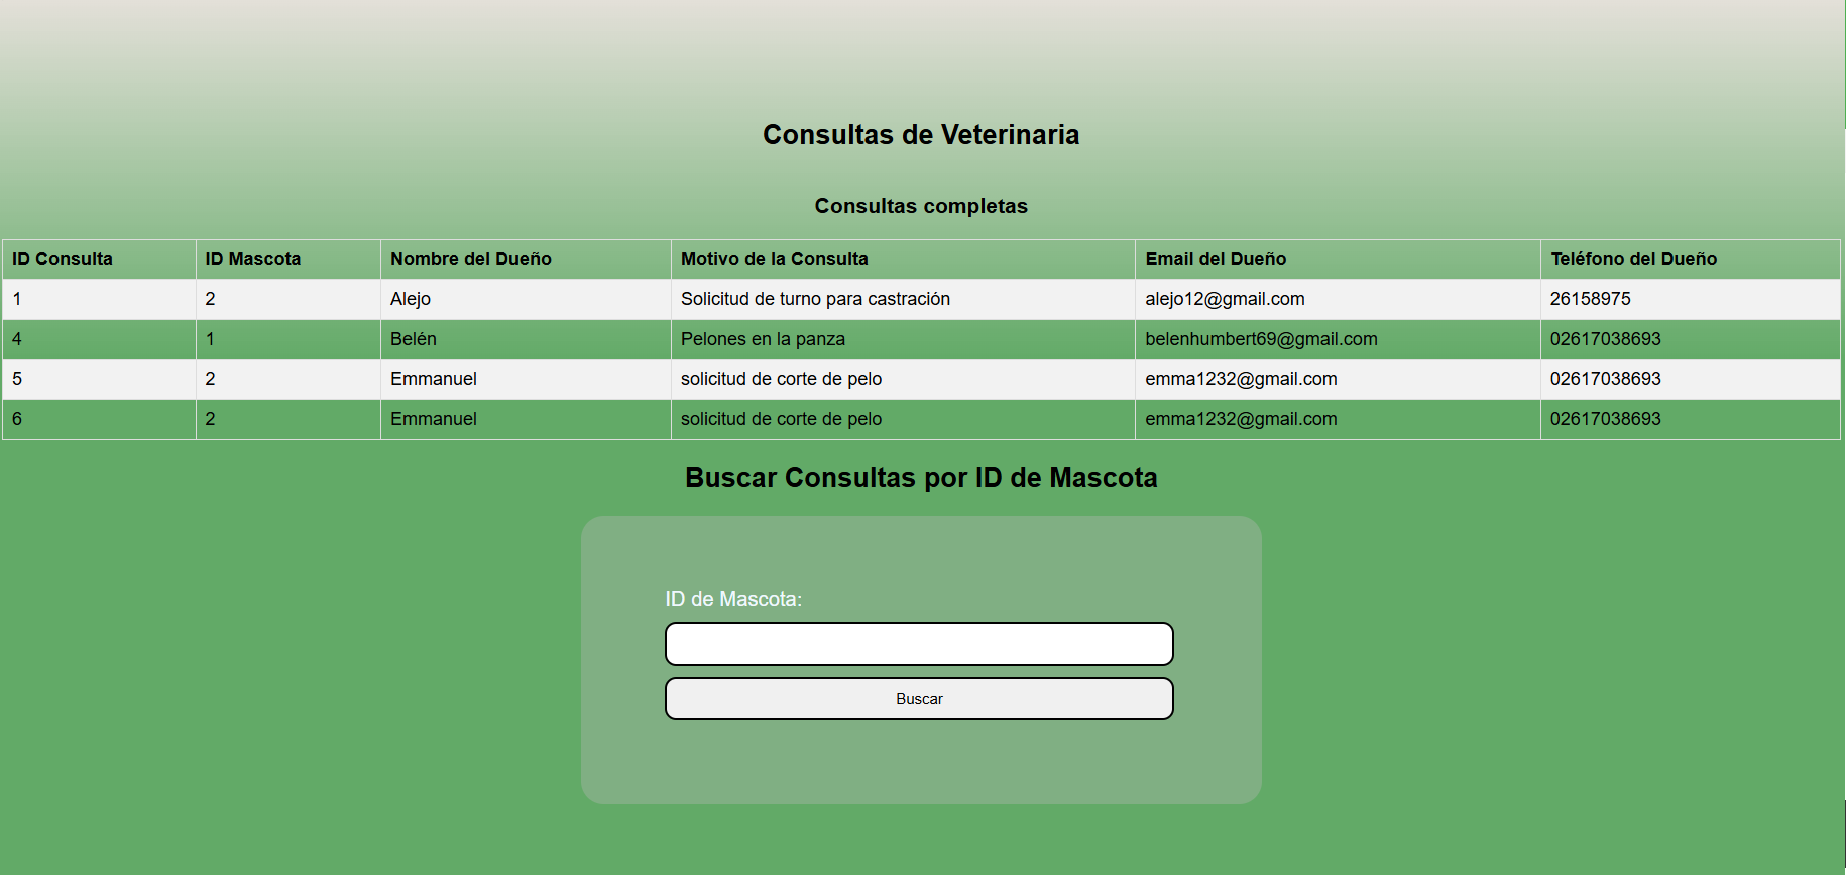 Consultas de Veterinaria
Consultas completas
ID Consulta ID Mascota Nombre del Dueño Motivo de la Consulta Email del Dueño Teléfono del Dueño
1 2 Alejo Solicitud de turno para castración alejo12@gmail.com 26158975
4 1 Belén Pelones en la panza belenhumbert69@gmail.com 02617038693
5 2 Emmanuel solicitud de corte de pelo emma1232@gmail.com 02617038693
6 2 Emmanuel solicitud de corte de pelo emma1232@gmail.com 02617038693
Buscar Consultas por ID de Mascota
ID de Mascota:
Buscar